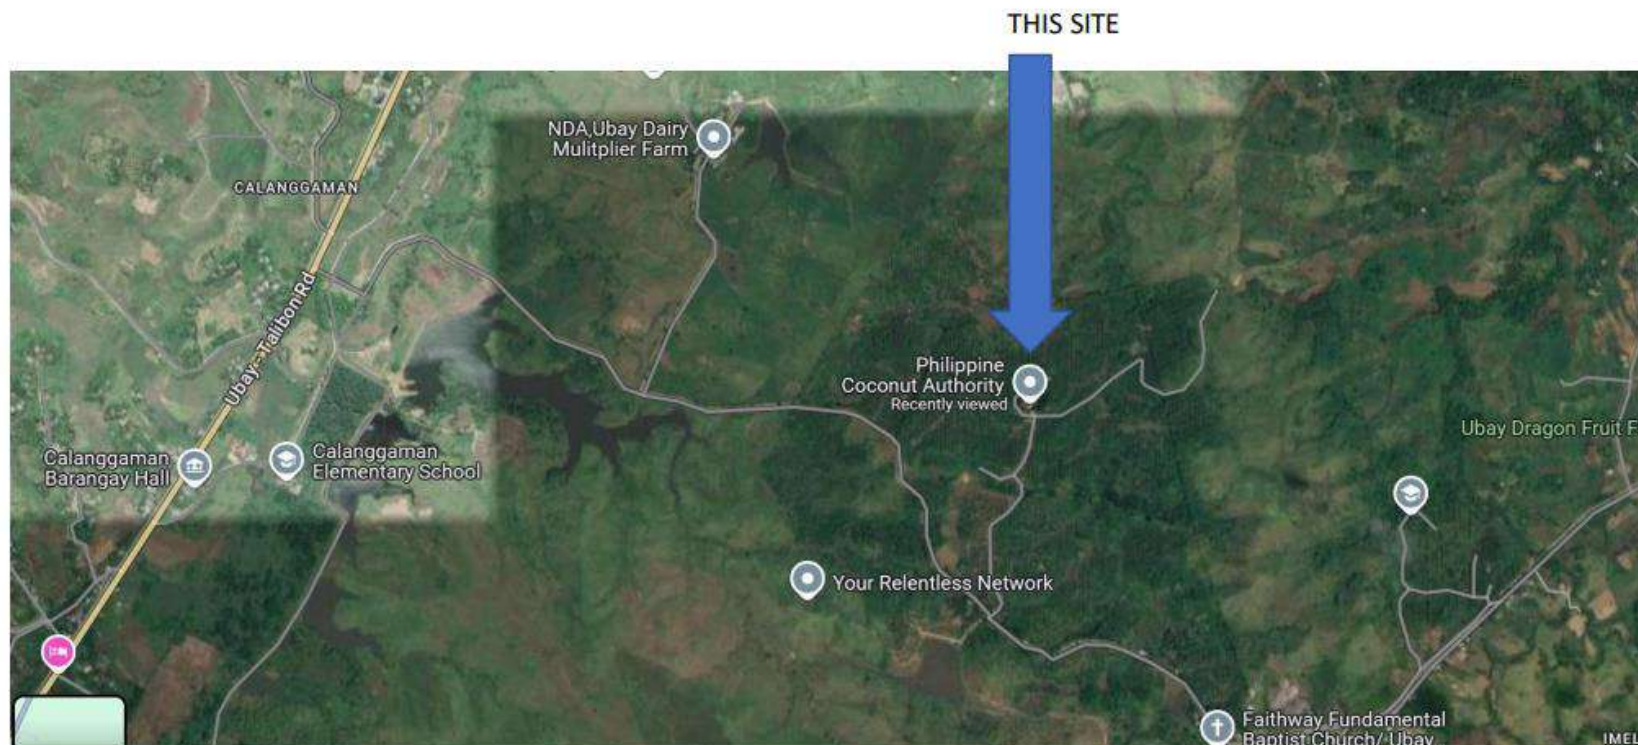 THIS SITE
NDA,Ubay Dairy
Mulitplier Farm
CALANGGAMAN
Ubay - Talibon Rd
Philippine
Coconut Authority
Recently viewed
Ubay Dragon Fruit F
Calanggaman
Barangay Hall
Calanggaman
Elementary School
Your Relentless Network
Faithway Fundamental
Baptist Church/ Ubay
IMEL